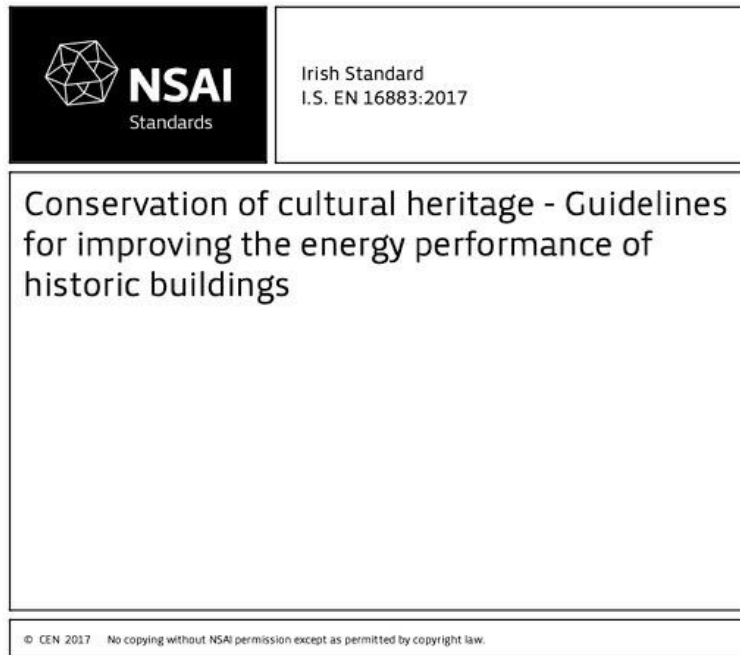 NSAI
Standards
Irish Standard
I.S. EN 16883:2017
Conservation of cultural heritage - Guidelines
for improving the energy performance of
historic buildings
© CEN 2017 No copying without NSAI permission except as permitted by copyright law.